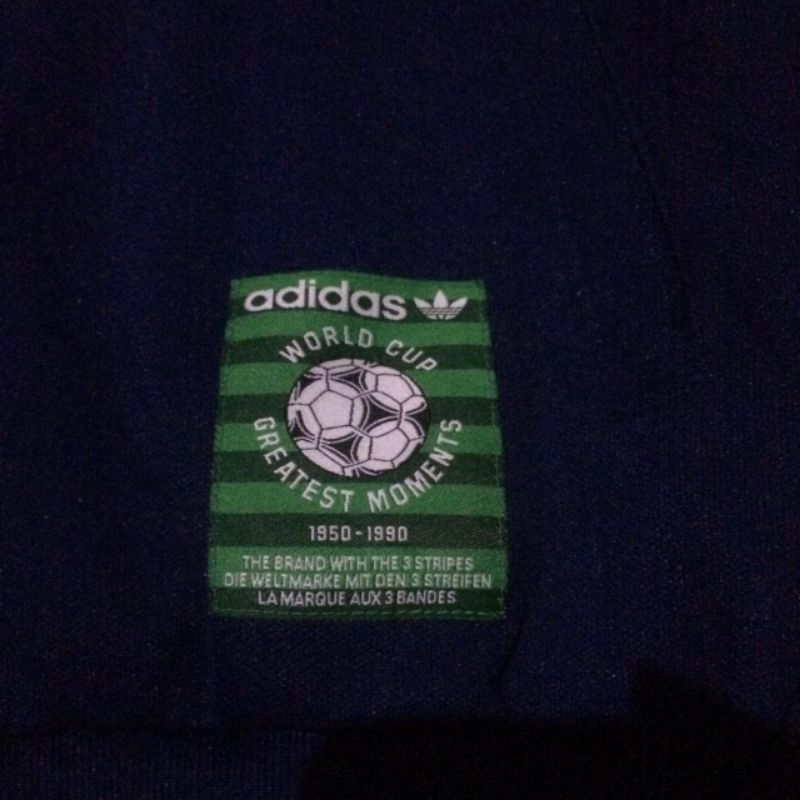 adidas
WORLD CUP
GREATEST MOMENTS
1950-1990
THE BRAND WITH THE 3 STRIPES
DIE WELTMARKE MIT DEN 3 STREIFEN
LA MARQUE AUX 3 BANDES